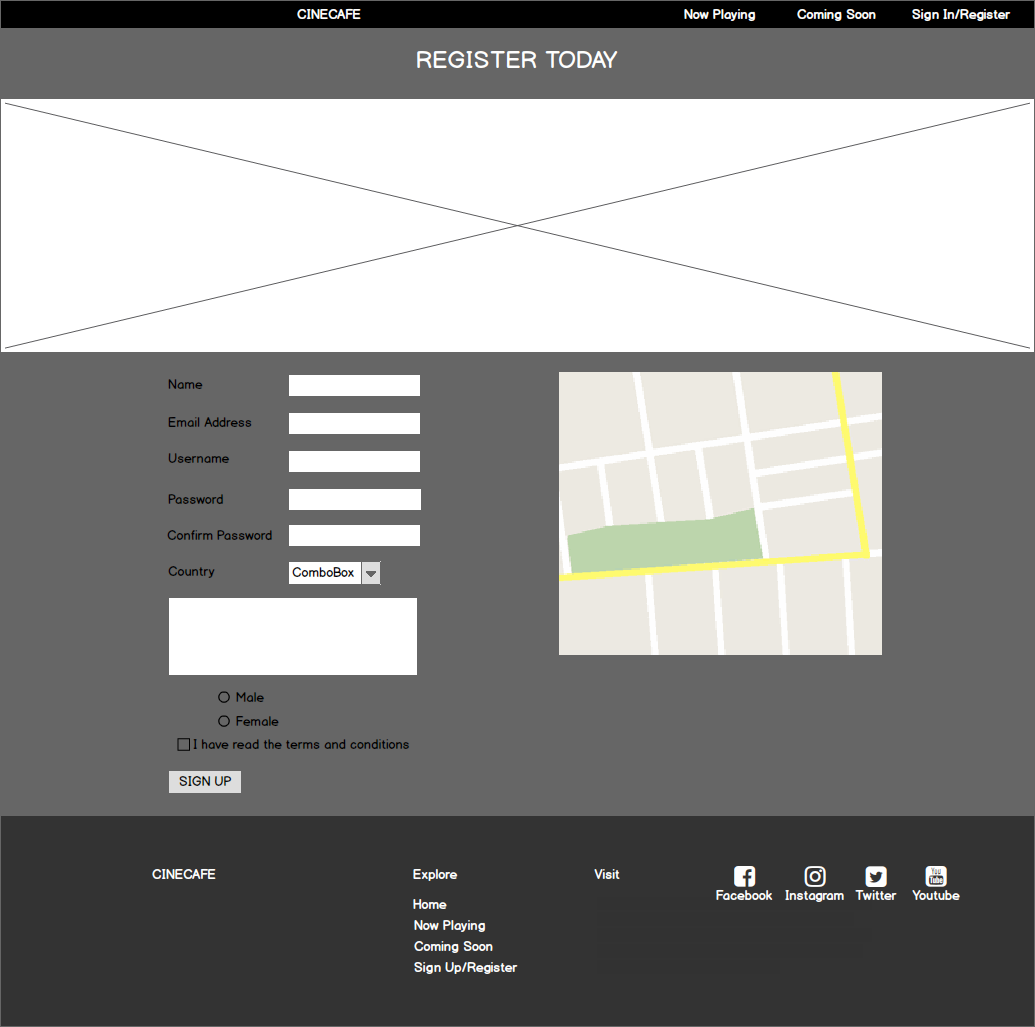 CINECAFE
Now Playing
Coming Soon
Sign In/Register
REGISTER TODAY
Name
Email Address
Username
Password
Confirm Password
Country
ComboBox
Male
Female
I have read the terms and conditions
SIGN UP
CINECAFE
Explore
Home
Now Playing
Coming Soon
Sign Up/Register
Visit
Facebook
Instagram
Twitter
You
Tube
Youtube